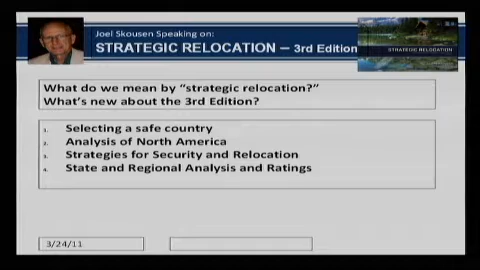 Joel Skousen Speaking on:
STRATEGIC RELOCATION – 3rd Edition
STRATEGIC RELOCATION
What do we mean by “strategic relocation?”
What's new about the 3rd Edition?
1. Selecting a safe country
2. Analysis of North America
3. Strategies for Security and Relocation
4. State and Regional Analysis and Ratings
3/24/11